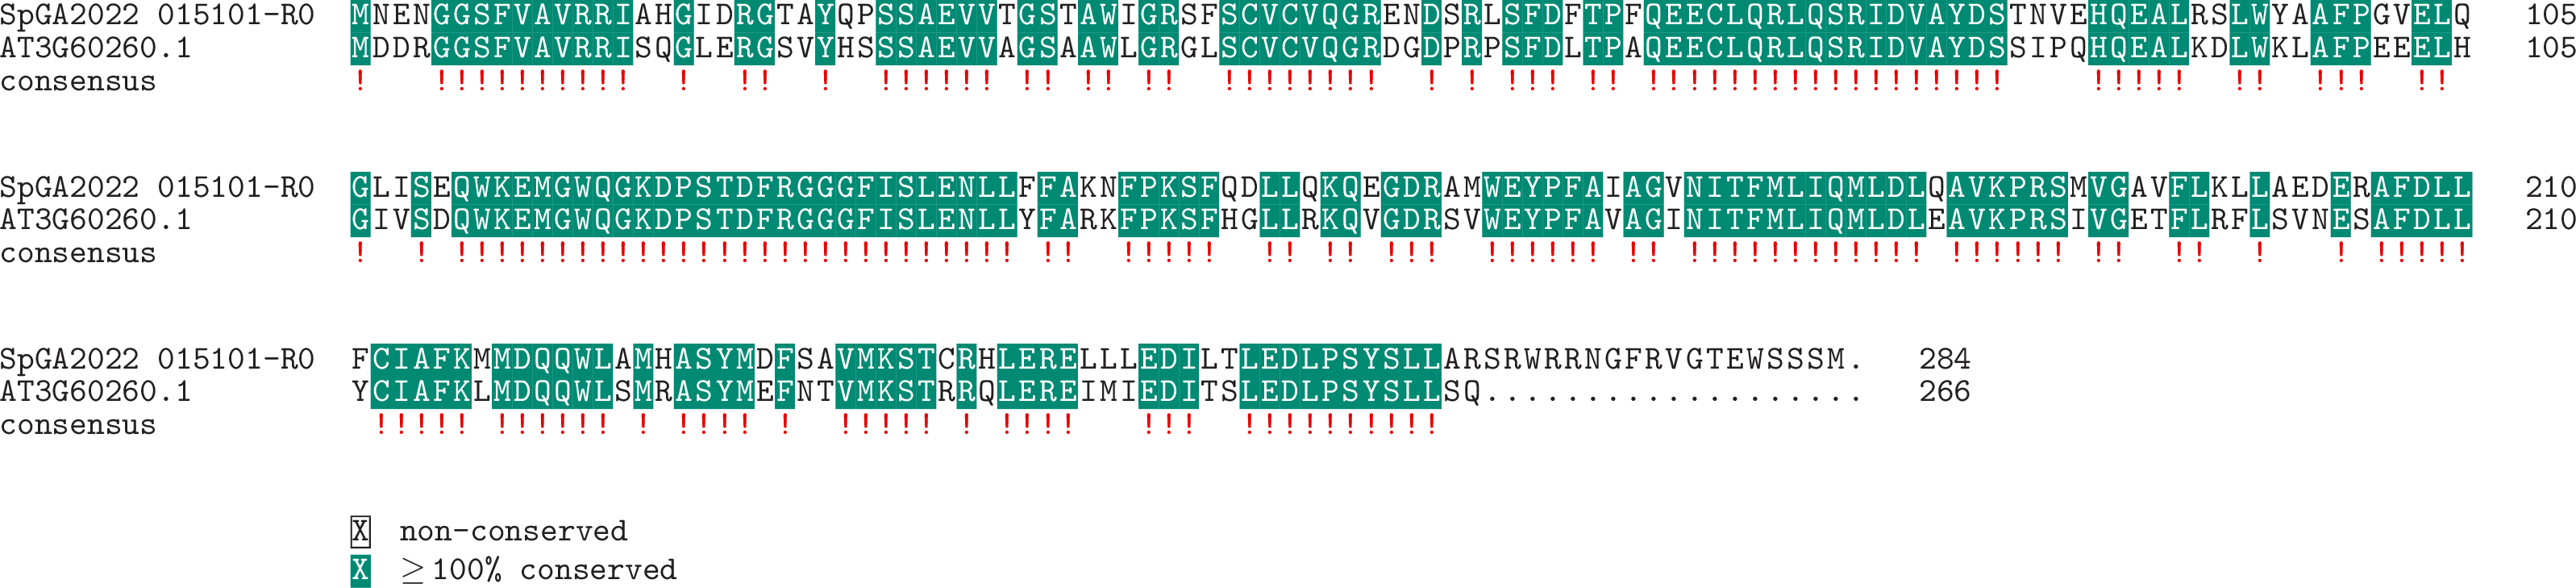 SpGA2022 015101-R0 MNENGGSFVAVRRIAHGIDRGTAYQPSSAEVVTGSTAWIGRSFSCVCVQGRENDSRLSFDFTPFQEECLQRLQSRIDVAYDSTNVEHQEALRSLWYAAFPGVELQ 105
AT3G60260.1 MDDRGGSFVAVRRISQGLERGSVYHSSSAEVVAGSAAWLGRGLSCVCVQGRDGDPRPSFDLTPAQEECLQRLQSRIDVAYDSSIPQHQEALKDLWKLAFPEEELH 105
consensus ! !!!!!!!!!! ! !! ! !!!!!! !! !! !! !!!!!!!! ! ! !!! !! !!!!!!!!!!!!!!!!!! !!!!! !! !!! !!
SpGA2022 015101-R0 GLISEQWKEMGWQGKDPSTDFRGGGFISLENLLFFAKNFPKSFQDLLQKQEGDRAMWEYPFAIAGVNITFMLIQMLDLQAVKPRSMVGAVFLKLLAEDERAFDLL 210
AT3G60260.1 GIVSDQWKEMGWQGKDPSTDFRGGGFISLENLLYFARKFPKSFHGLLRKQVGDRSVWEYPFAVAGINITFMLIQMLDLEAVKPRSIVGETFLRFLSVNESAFDLL 210
consensus ! ! !!!!!!!!!!!!!!!!!!!!!!!!!!!! !! !!!!! !! !! !!! !!!!!! !! !!!!!!!!!!!! !!!!!! !! !! ! ! !!!!!
SpGA2022 015101-R0 FCIAFKMMDQQWLAMHASYMDFSAVMKSTCRHLERELLLEDILTLEDLPSYSLLARSRWRRNGFRVGTEWSSSM. 284
AT3G60260.1 YCIAFKLMDQQWLSMRASYMEFNTVMKSTRRQLEREIMIEDITSLEDLPSYSLLSQ................... 266
consensus !!!!! !!!!!! ! !!!! ! !!!!! ! !!!! !!! !!!!!!!!!!
X non-conserved
X ≥100% conserved